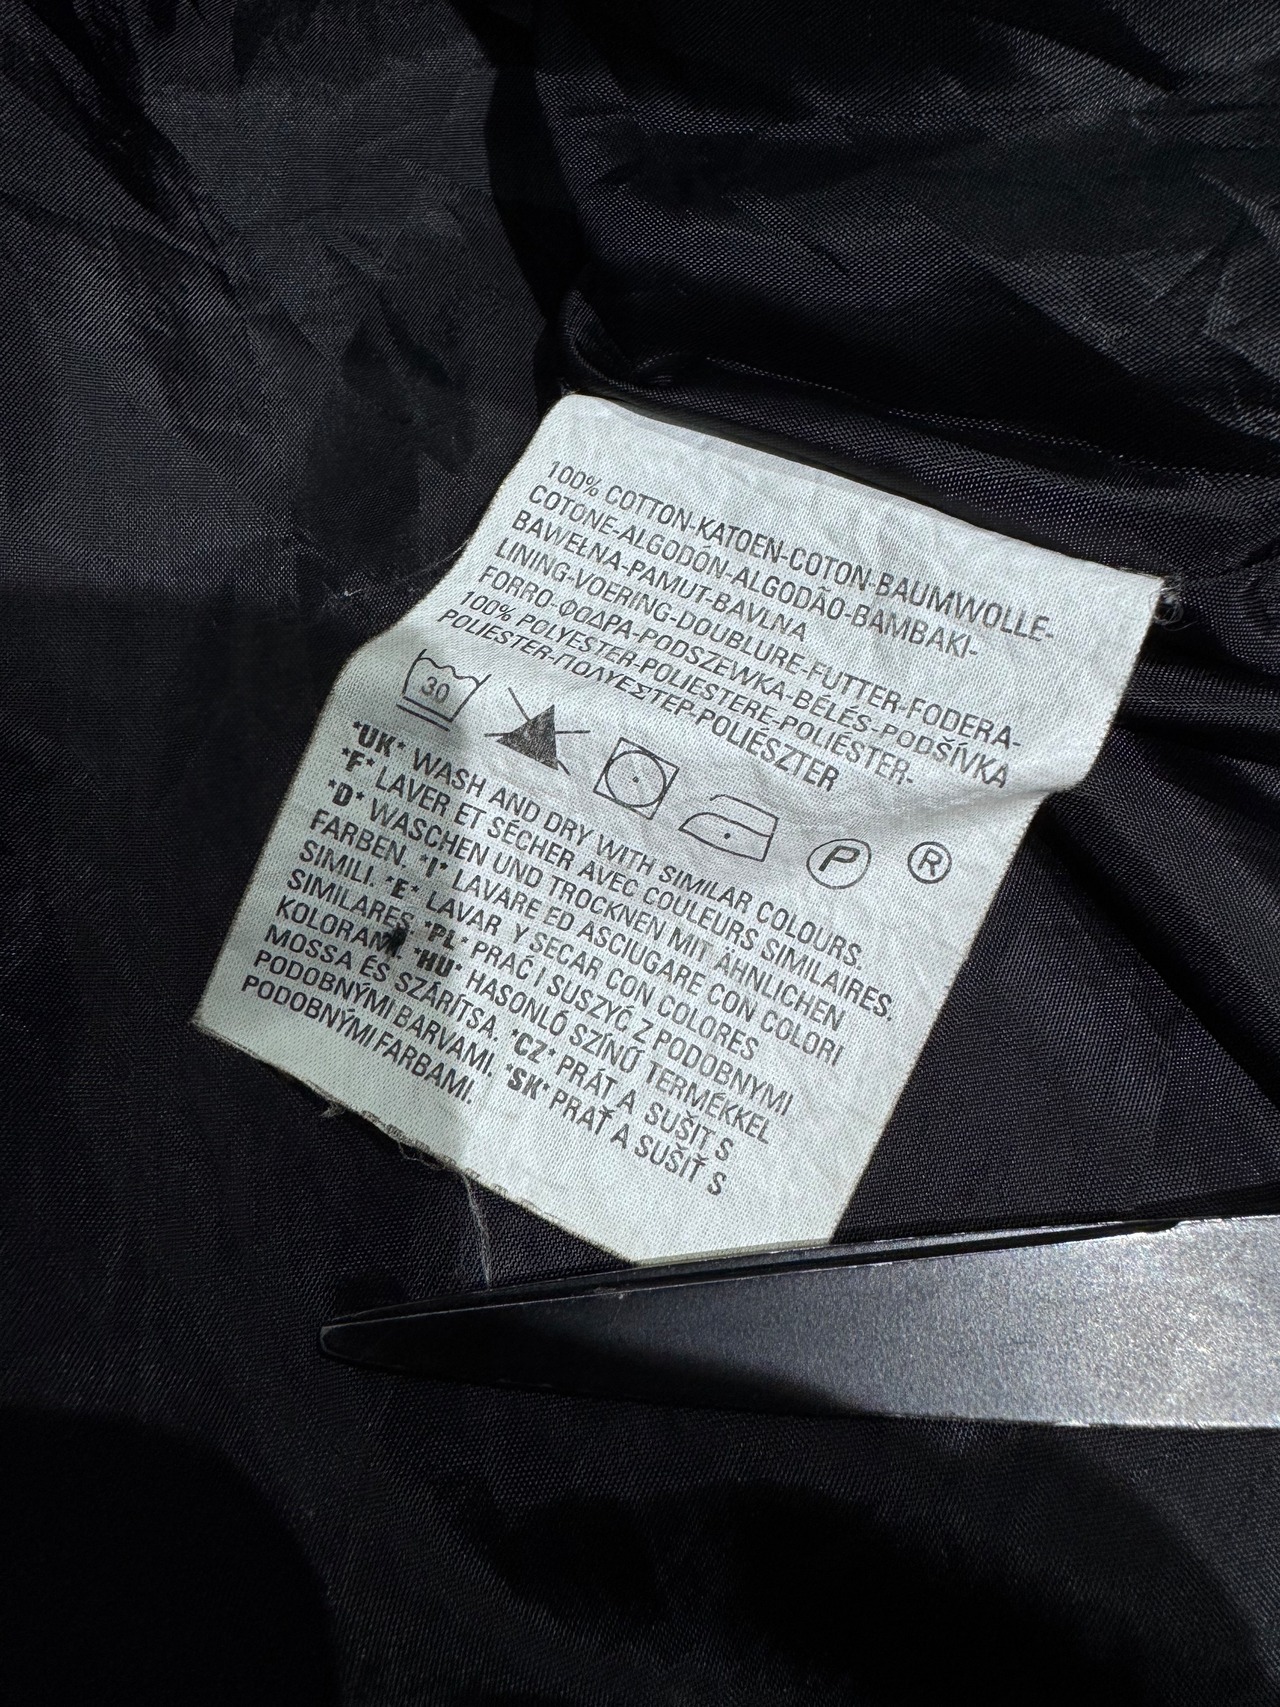 100% COTTON-KATOEN-COTON-BAUMWOLLE-
COTONE-ALGODÓN-ALGODÃO-BAMBAKI-
BAWEŁNA-PAMUT-BAVLNA
LINING-VOERING-DOUBLURE-FUTTER-FODERA-
FORRO-ΦΟΔΡΑ-PODSZEWKA-BÉLÉS-PODŠÍVKA
100% POLYESTER-POLIESTERE-POLIÉSTER-
POLIESTER-ΠΟΛΥΕΣΤΕΡ-POLIÉSZTER
30
P ®
*UK* WASH AND DRY WITH SIMILAR COLOURS.
*F* LAVER ET SÉCHER AVEC COULEURS SIMILAIRES.
*D* WASCHEN UND TROCKNEN MIT ÄHNLICHEN
FARBEN. *I* LAVARE ED ASCIUGARE CON COLORI
SIMILI. *E* LAVAR Y SECAR CON COLORES
SIMILARES *PL* PRAĆ I SUSZYĆ Z PODOBNYMI
KOLORAMI. *HU* HASONLÓ SZÍNŰ TERMÉKKEL
MOSSA ÉS SZÁRÍTSA. *CZ* PRÁT A SUŠIT S
PODOBNÝMI BARVAMI. *SK* PRAŤ A SUŠIŤ S
PODOBNÝMI FARBAMI.